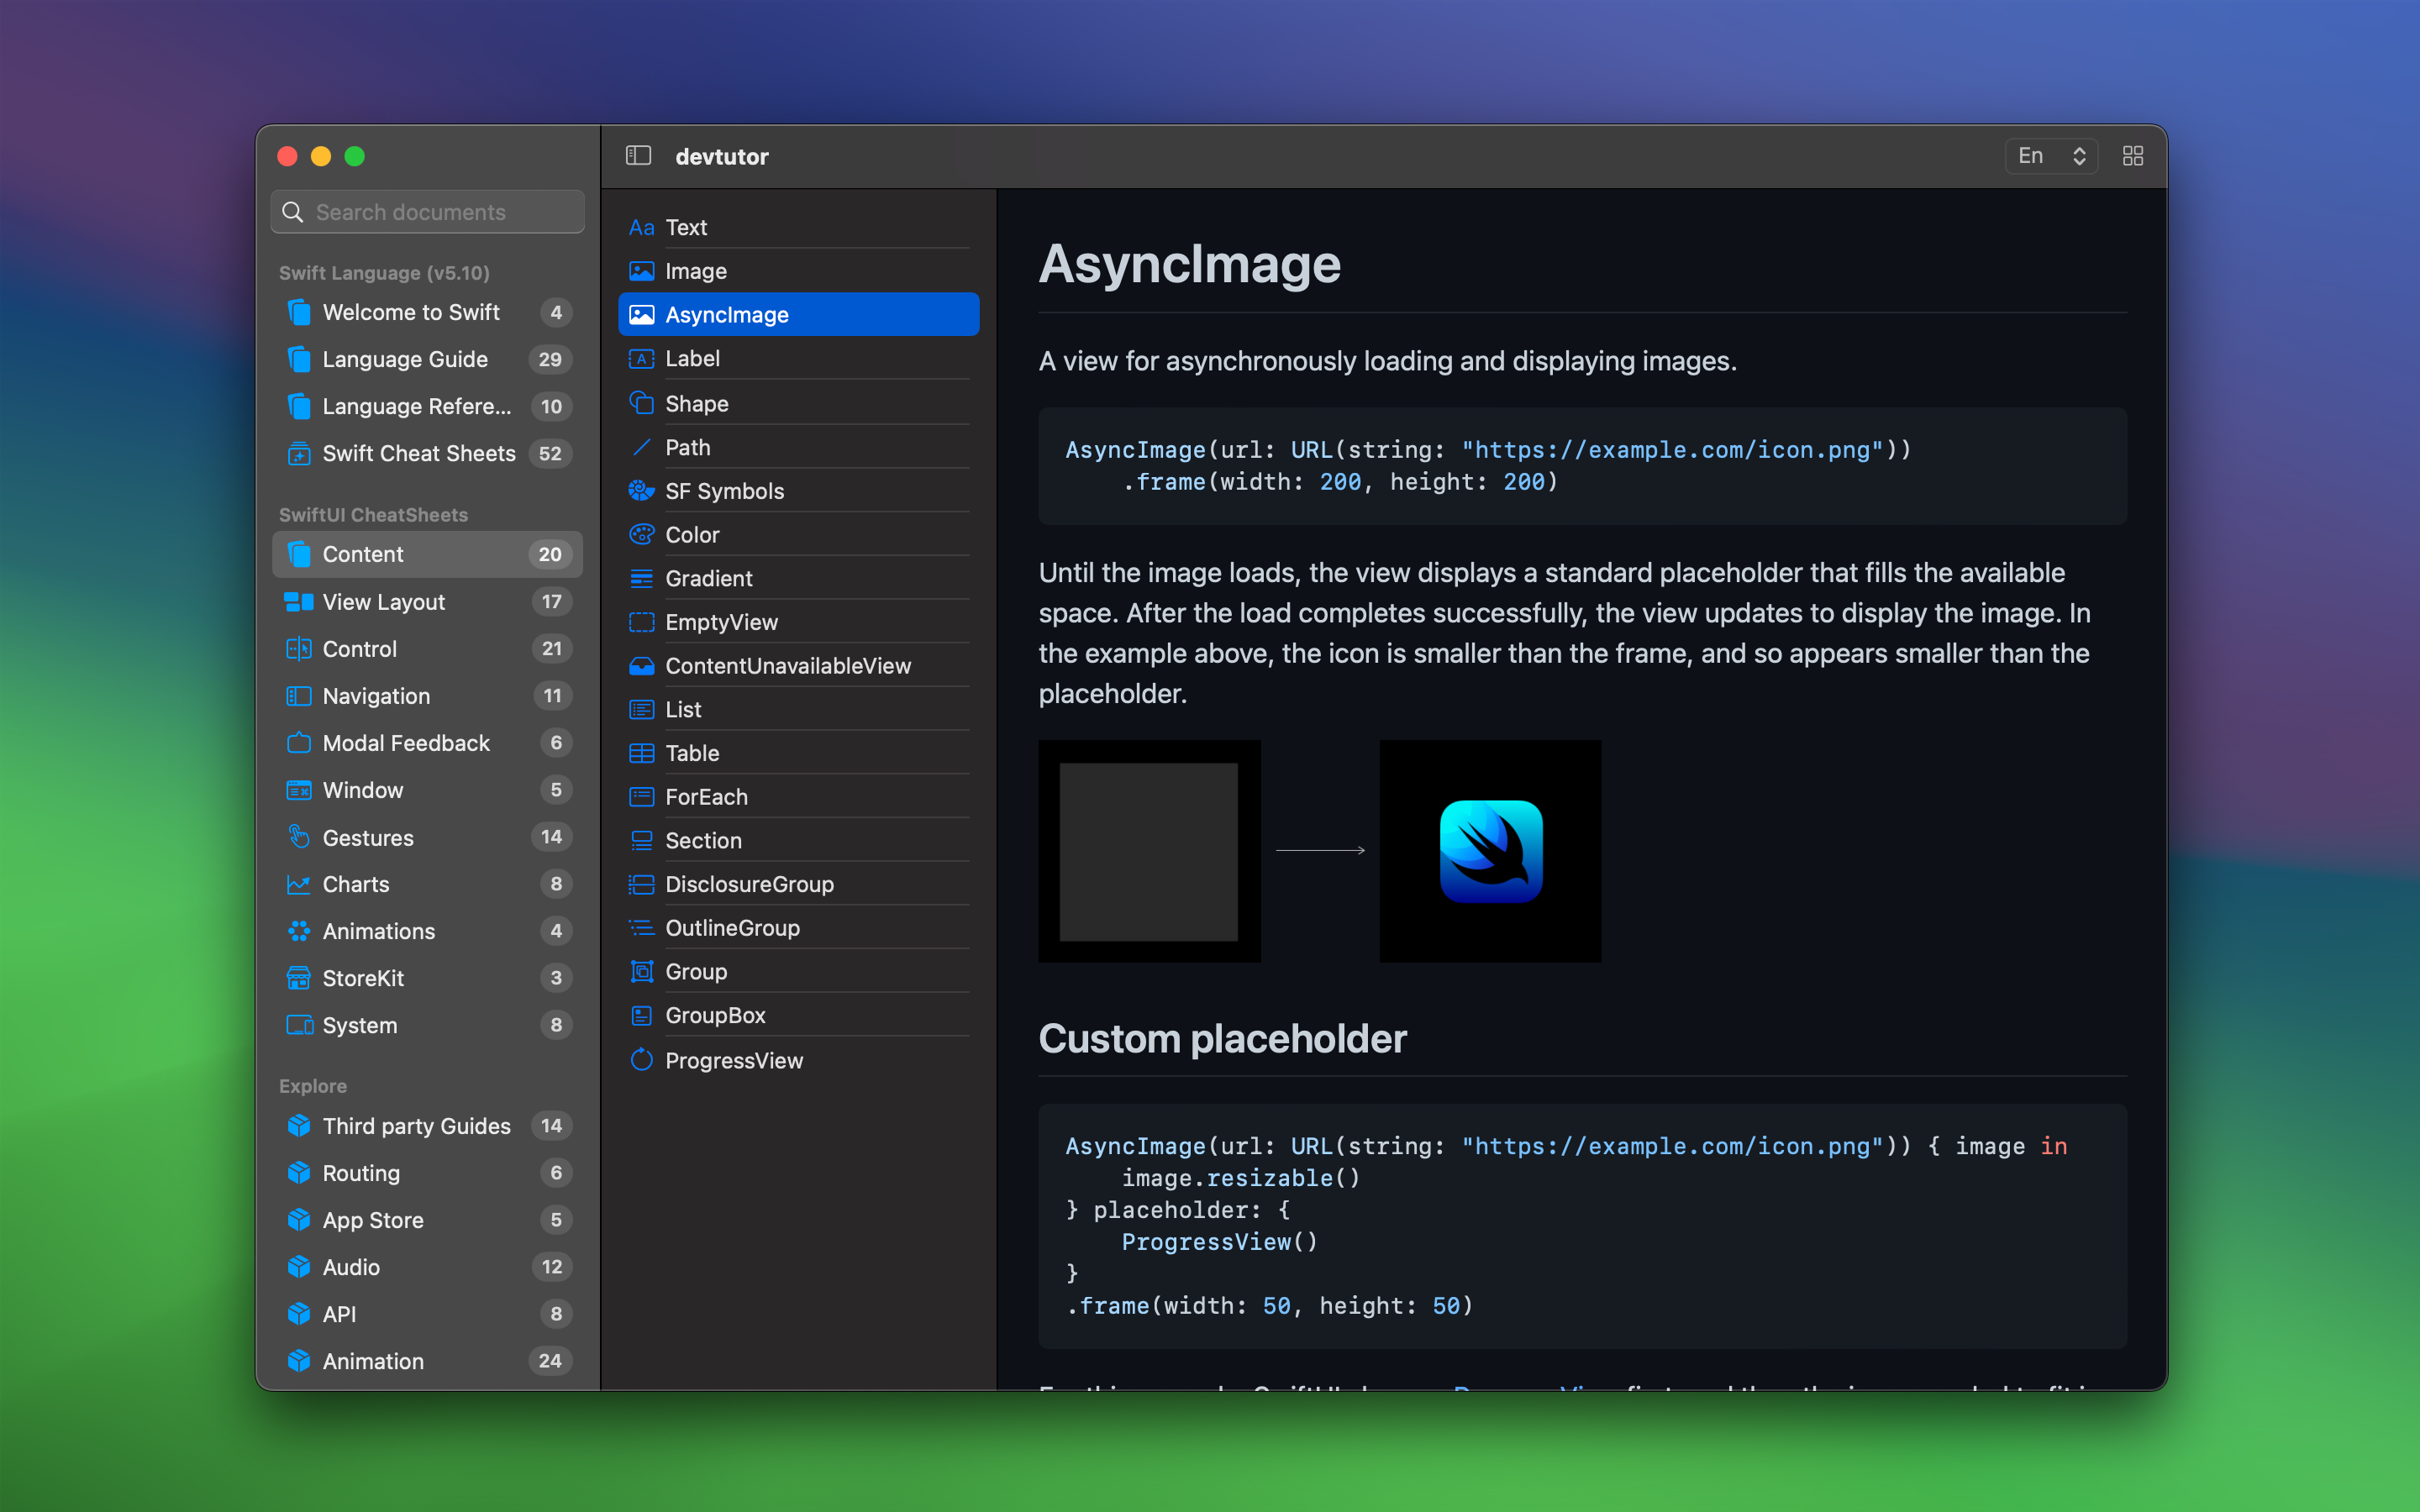 devtutor
En
Search documents
Swift Language (v5.10)
Welcome to Swift 4
Language Guide 29
Language Refere... 10
Swift Cheat Sheets 52
SwiftUI CheatSheets
Content 20
View Layout 17
Control 21
Navigation 11
Modal Feedback 6
Window 5
Gestures 14
Charts 8
Animations 4
StoreKit 3
System 8
Explore
Third party Guides 14
Routing 6
App Store 5
Audio 12
API 8
Animation 24
Aa Text
Image
AsyncImage
Label
Shape
Path
SF Symbols
Color
Gradient
EmptyView
ContentUnavailableView
List
Table
ForEach
Section
DisclosureGroup
OutlineGroup
Group
GroupBox
ProgressView
AsyncImage
A view for asynchronously loading and displaying images.
AsyncImage(url: URL(string: "https://example.com/icon.png"))
    .frame(width: 200, height: 200)
Until the image loads, the view displays a standard placeholder that fills the available
space. After the load completes successfully, the view updates to display the image. In
the example above, the icon is smaller than the frame, and so appears smaller than the
placeholder.
Custom placeholder
AsyncImage(url: URL(string: "https://example.com/icon.png")) { image in
    image.resizable()
} placeholder: {
    ProgressView()
}
.frame(width: 50, height: 50)